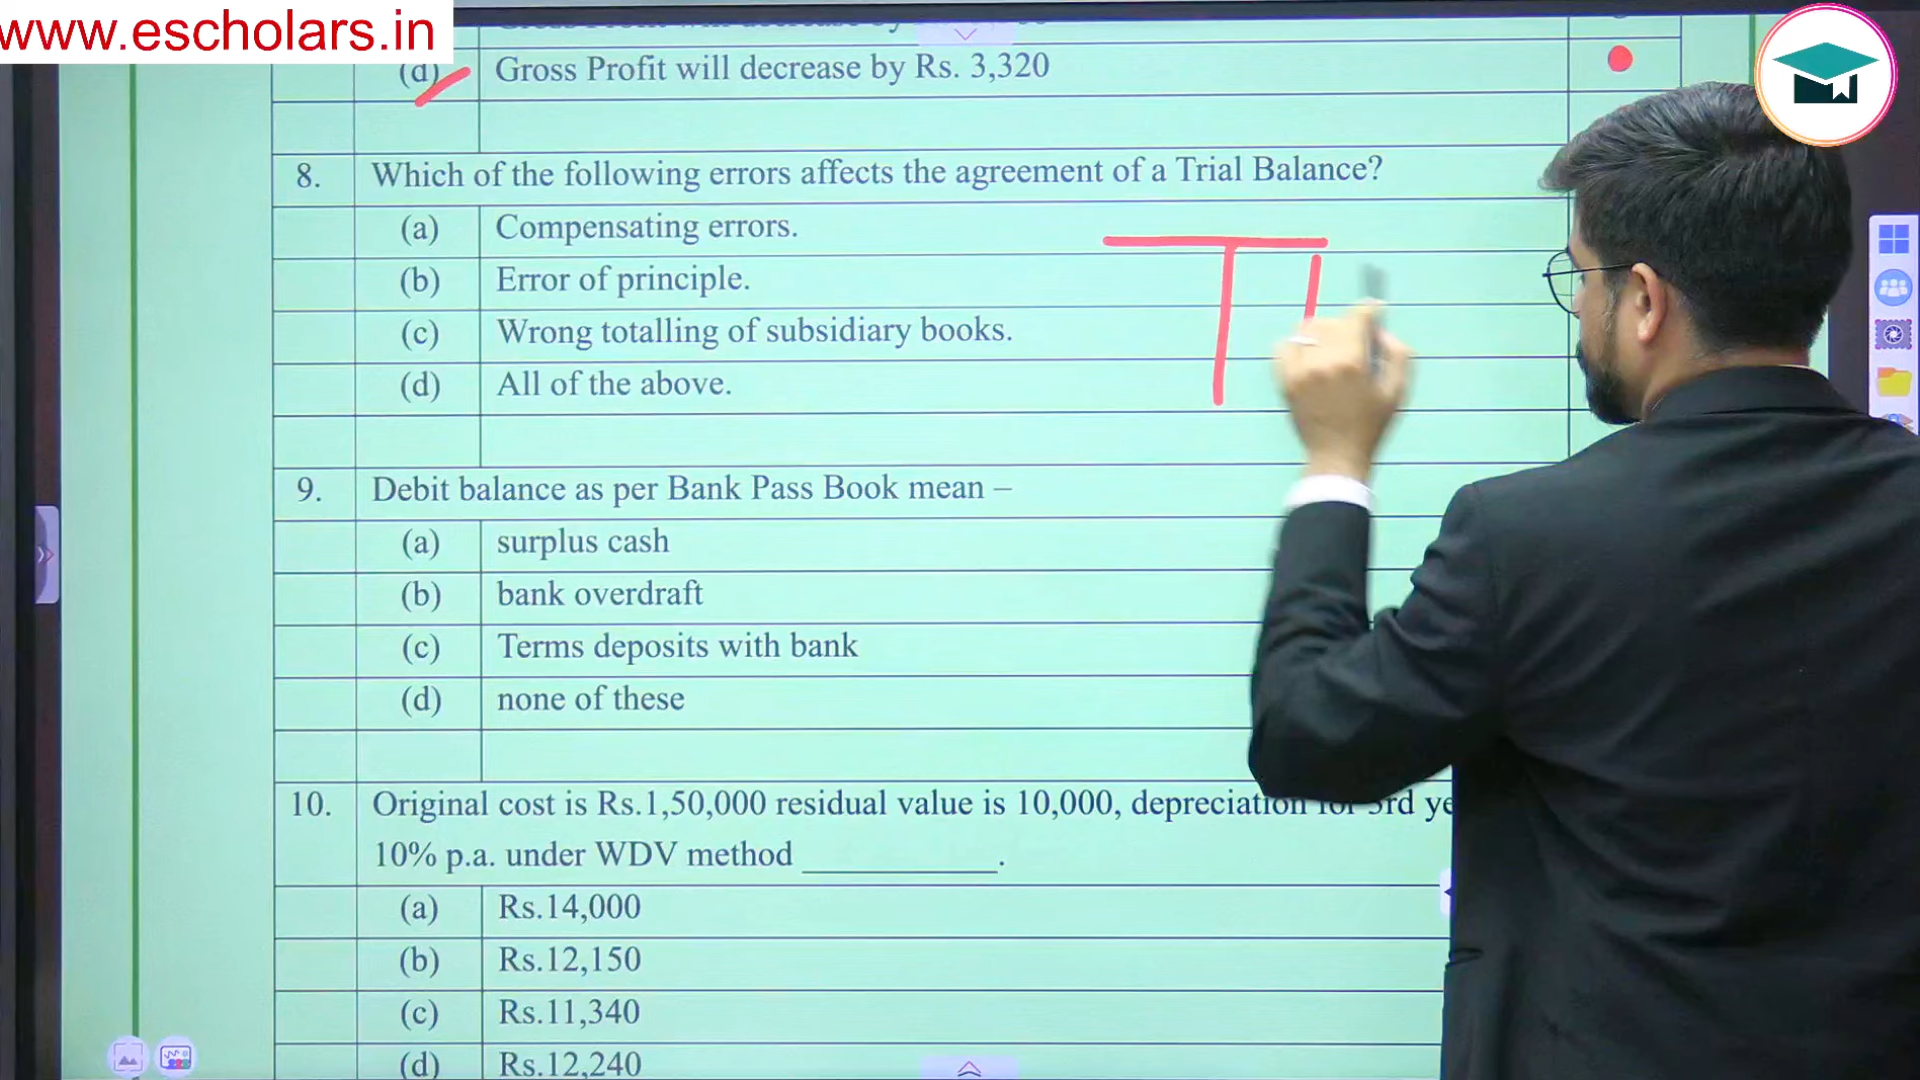 www.escholars.in
(d) Gross Profit will decrease by Rs. 3,320
8. Which of the following errors affects the agreement of a Trial Balance?
(a) Compensating errors.
(b) Error of principle.
(c) Wrong totalling of subsidiary books.
(d) All of the above.
9. Debit balance as per Bank Pass Book mean –
(a) surplus cash
(b) bank overdraft
(c) Terms deposits with bank
(d) none of these
10. Original cost is Rs.1,50,000 residual value is 10,000, depreciation for 3rd ye
10% p.a. under WDV method ____________.
(a) Rs.14,000
(b) Rs.12,150
(c) Rs.11,340
(d) Rs.12,240